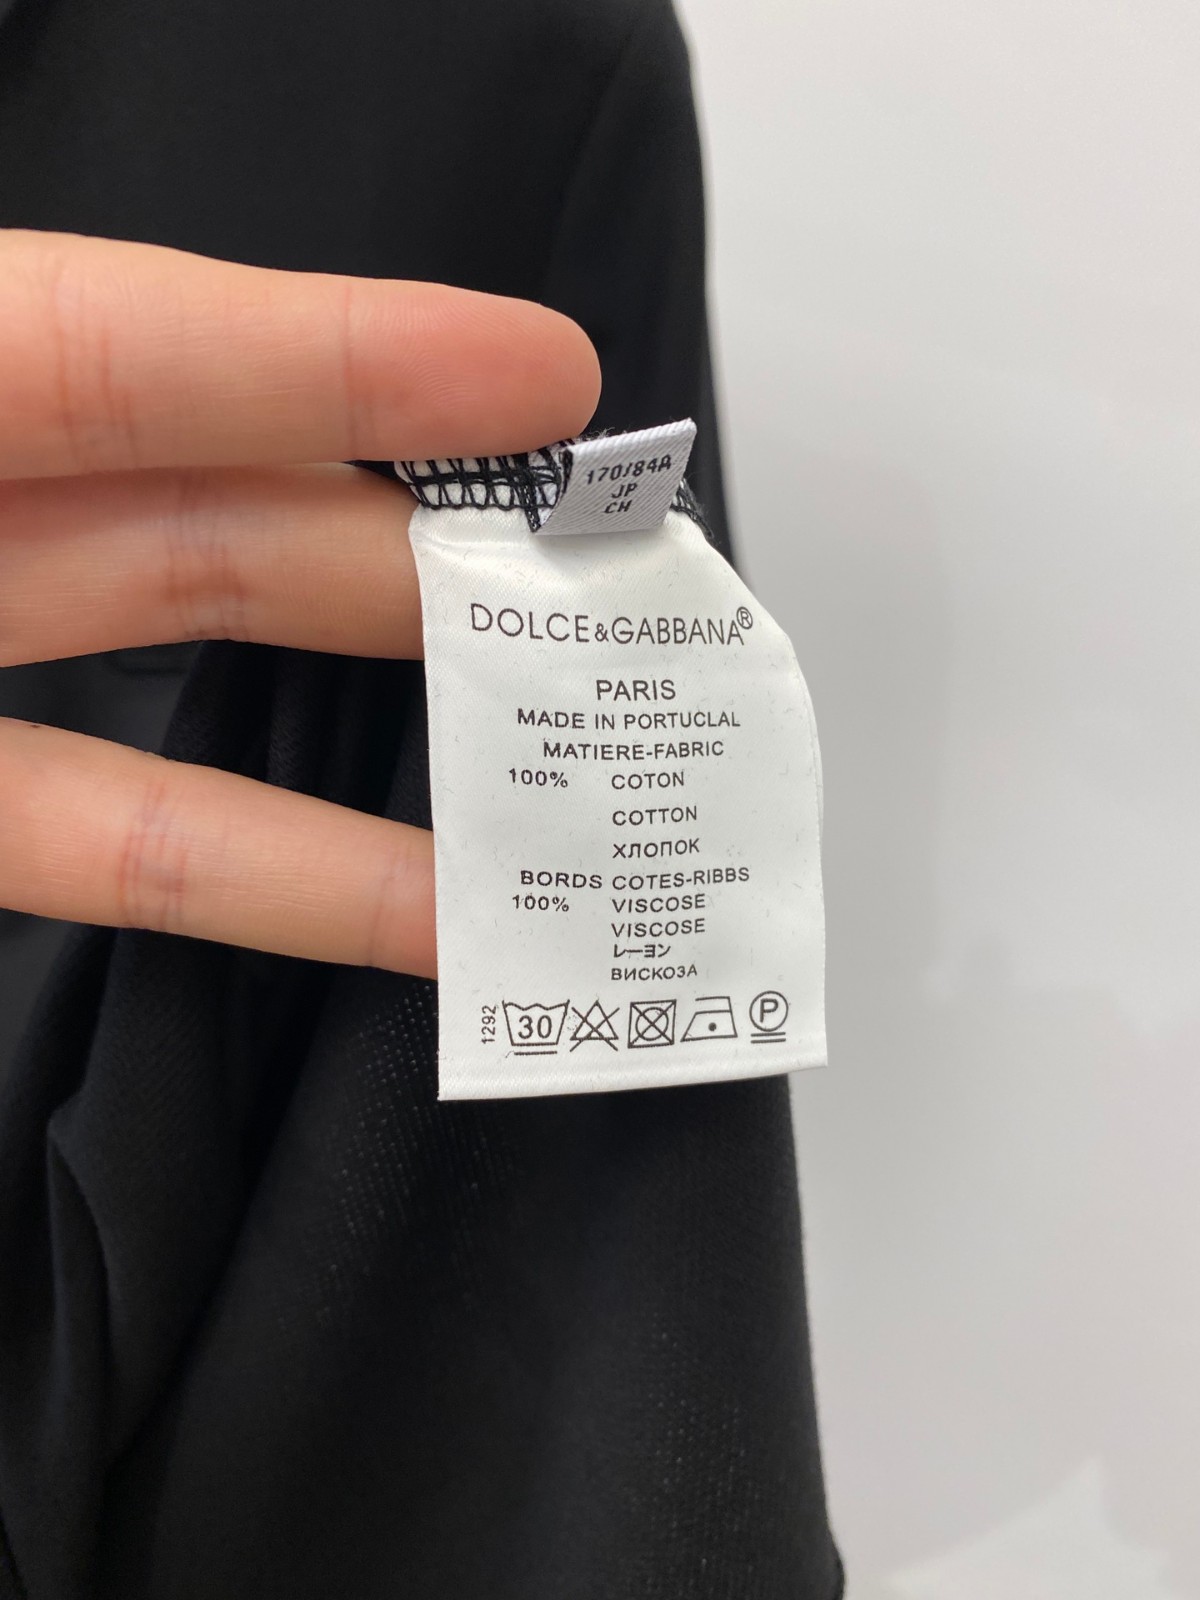 170/84A
JP
CH
DOLCE&GABBANA®
PARIS
MADE IN PORTUCLAL
MATIERE-FABRIC
100% COTON
COTTON
ХЛОПОК
BORDS COTES-RIBBS
100% VISCOSE
VISCOSE
レーヨン
ВИСКОЗА
1292 30 P